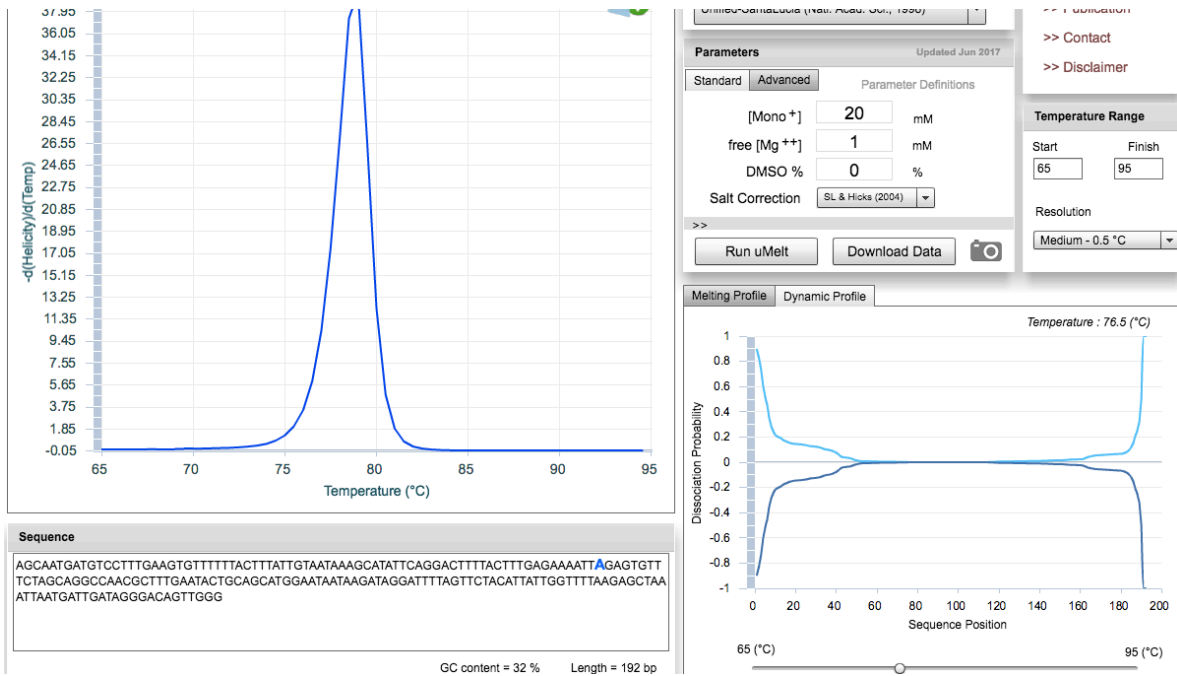 37.95
36.05
34.15
32.25
30.35
28.45
26.55
24.65
22.75
20.85
18.95
17.05
15.15
13.25
11.35
9.45
7.55
5.65
3.75
1.85
-0.05
-d(Helicity)/d(Temp)
65 70 75 80 85 90 95
Temperature (°C)
Sequence
AGCAATGATGTCCTTTGAAGTGTTTTTTACTTTATTGTAATAAAGCATATTCAGGACTTTTACTTTGAGAAAATTAGAGTGTT
TCTAGCAGGCCAACGCTTTGAATACTGCAGCATGGAATAATAAGATAGGATTTTAGTTCTACATTATTGGTTTTAAGAGCTAA
ATTAATGATTGATAGGGACAGTTGGG
GC content = 32 % Length = 192 bp
Unified-SantaLucia (Natl. Acad. Sci., 1998)
Parameters Updated Jun 2017
Standard Advanced Parameter Definitions
[Mono +] 20 mM
free [Mg ++] 1 mM
DMSO % 0 %
Salt Correction SL & Hicks (2004)
>>
Run uMelt Download Data
>> Publication
>> Contact
>> Disclaimer
Temperature Range
Start Finish
65 95
Resolution
Medium - 0.5 °C
Melting Profile Dynamic Profile
Temperature : 76.5 (°C)
1
0.8
0.6
0.4
0.2
0
-0.2
-0.4
-0.6
-0.8
-1
Dissociation Probability
0 20 40 60 80 100 120 140 160 180 200
Sequence Position
65 (°C) 95 (°C)